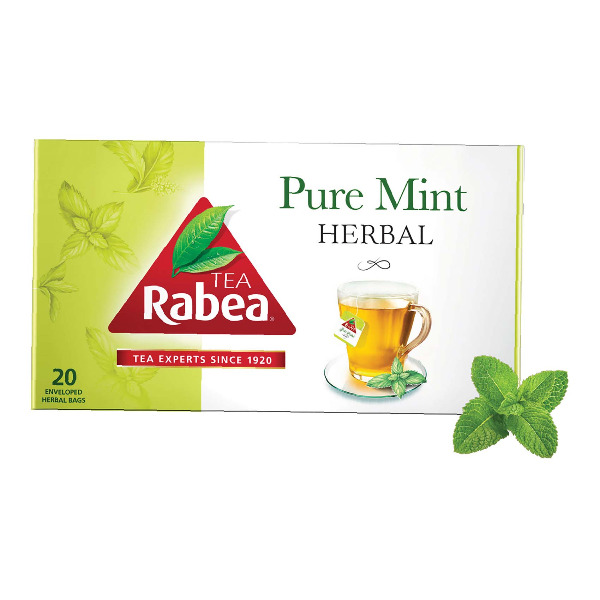 Pure Mint
HERBAL
TEA
Rabea®
TEA EXPERTS SINCE 1920
20
ENVELOPED
HERBAL BAGS